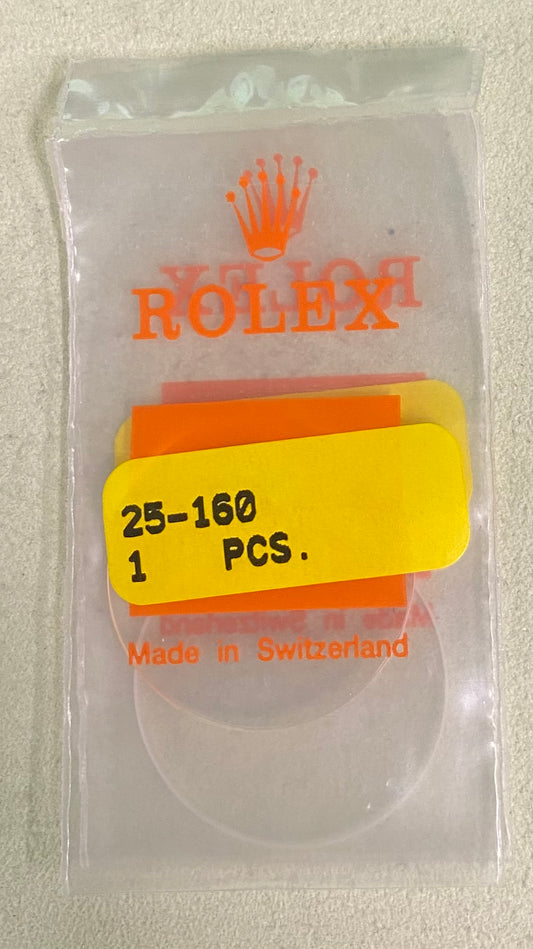 ROLEX
25-160
1 PCS.
Made in Switzerland